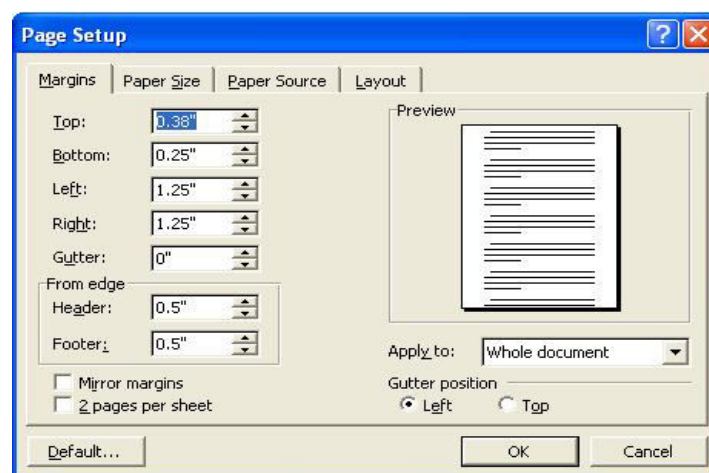 Page Setup
Margins Paper Size Paper Source Layout
Top: 0.38"
Bottom: 0.25"
Left: 1.25"
Right: 1.25"
Gutter: 0"
From edge
Header: 0.5"
Footer: 0.5"
Mirror margins
2 pages per sheet
Preview
Apply to: Whole document
Gutter position
Left Top
Default... OK Cancel